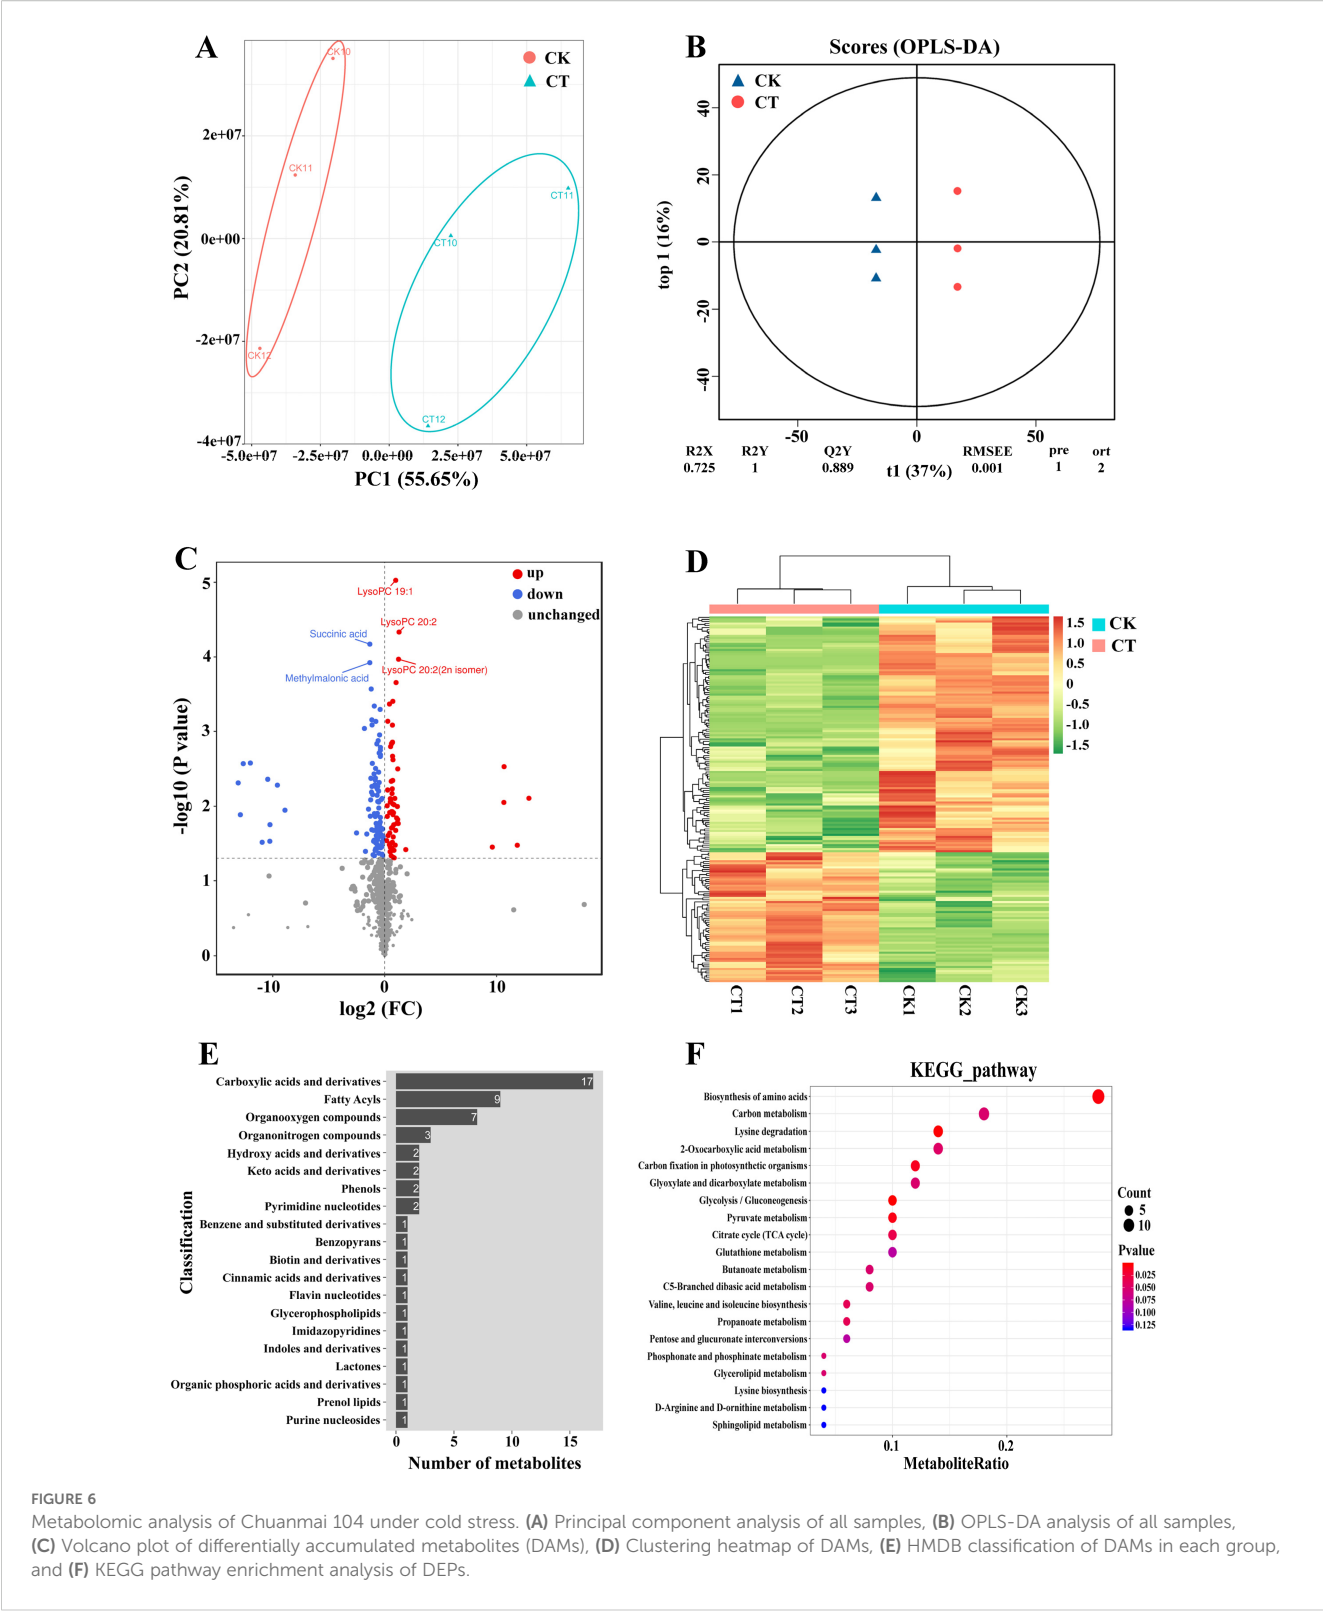 A
CK
CT
CK10
CK11
CK12
CT11
CT10
CT12
2e+07
0e+00
-2e+07
-4e+07
-5.0e+07 -2.5e+07 0.0e+00 2.5e+07 5.0e+07
PC1 (55.65%)
PC2 (20.81%)
B
Scores (OPLS-DA)
CK
CT
40
20
0
-20
-40
top 1 (16%)
-50 0 50
R2X R2Y Q2Y RMSEE pre ort
0.725 1 0.889 t1 (37%) 0.001 1 2
C
up
down
unchanged
LysoPC 19:1
LysoPC 20:2
Succinic acid
LysoPC 20:2(2n isomer)
Methylmalonic acid
5
4
3
2
1
0
-log10 (P value)
-10 0 10
log2 (FC)
D
1.5
1.0
0.5
0
-0.5
-1.0
-1.5
CK
CT
CT1 CT2 CT3 CK1 CK2 CK3
E
Carboxylic acids and derivatives 17
Fatty Acyls 9
Organooxygen compounds 7
Organonitrogen compounds 3
Hydroxy acids and derivatives 2
Keto acids and derivatives 2
Phenols 2
Pyrimidine nucleotides 2
Benzene and substituted derivatives 1
Benzopyrans 1
Biotin and derivatives 1
Cinnamic acids and derivatives 1
Flavin nucleotides 1
Glycerophospholipids 1
Imidazopyridines 1
Indoles and derivatives 1
Lactones 1
Organic phosphoric acids and derivatives 1
Prenol lipids 1
Purine nucleosides 1
Classification
0 5 10 15
Number of metabolites
F
KEGG_pathway
Biosynthesis of amino acids
Carbon metabolism
Lysine degradation
2-Oxocarboxylic acid metabolism
Carbon fixation in photosynthetic organisms
Glyoxylate and dicarboxylate metabolism
Glycolysis / Gluconeogenesis
Pyruvate metabolism
Citrate cycle (TCA cycle)
Glutathione metabolism
Butanoate metabolism
C5-Branched dibasic acid metabolism
Valine, leucine and isoleucine biosynthesis
Propanoate metabolism
Pentose and glucuronate interconversions
Phosphonate and phosphinate metabolism
Glycerolipid metabolism
Lysine biosynthesis
D-Arginine and D-ornithine metabolism
Sphingolipid metabolism
0.1 0.2
MetaboliteRatio
Count
5
10
Pvalue
0.025
0.050
0.075
0.100
0.125
FIGURE 6
Metabolomic analysis of Chuanmai 104 under cold stress. (A) Principal component analysis of all samples, (B) OPLS-DA analysis of all samples,
(C) Volcano plot of differentially accumulated metabolites (DAMs), (D) Clustering heatmap of DAMs, (E) HMDB classification of DAMs in each group,
and (F) KEGG pathway enrichment analysis of DEPs.